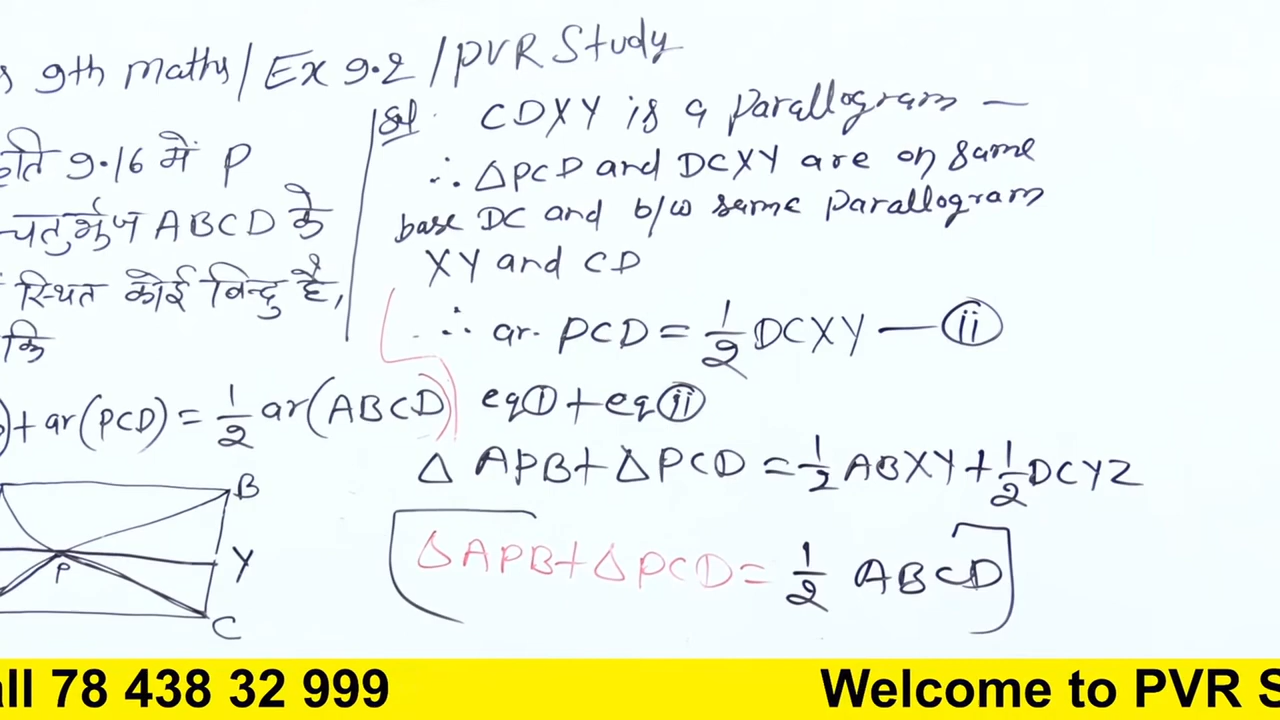 9th maths/ Ex 9.2 /PVR Study
9.16 में P
चतुर्भुज ABCD के
स्थित कोई बिन्दु है,
कि
)+ar(PCD)=1/2 ar(ABCD)
B
P
Y
C
Sol. CDXY is a Parallogram —
∴ △PCD and DCXY are on same
base DC and b/w same Parallogram
XY and CD
∴ ar. PCD = 1/2 DCXY — ii
eq i + eq ii
△ APB + △PCD = 1/2 ABXY + 1/2 DCYZ
△APB+△PCD = 1/2 ABCD
all 78 438 32 999
Welcome to PVR S